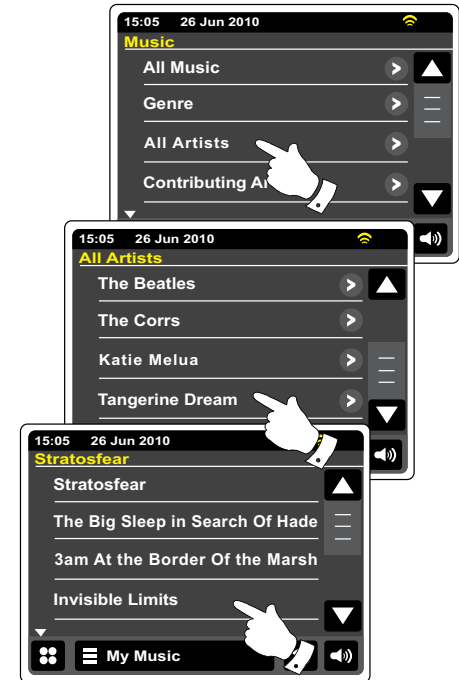 15:05 26 Jun 2010
Music
All Music
Genre
All Artists
Contributing
15:05 26 Jun 2010
All Artists
The Beatles
The Corrs
Katie Melua
Tangerine Dream
15:05 26 Jun 2010
Stratosfear
Stratosfear
The Big Sleep in Search Of Hade
3am At the Border Of the Marsh
Invisible Limits
My Music